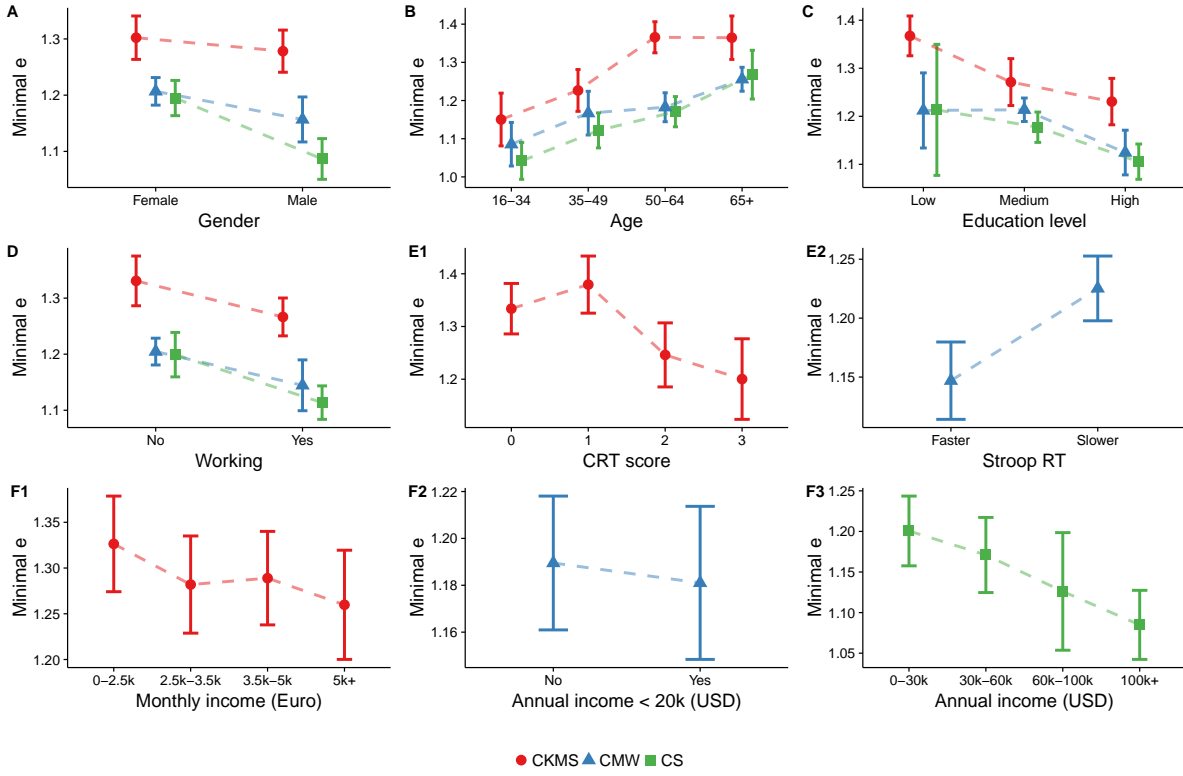 A
Minimal e
1.3
1.2
1.1
Female
Male
Gender
B
Minimal e
1.4
1.3
1.2
1.1
1.0
16–34
35–49
50–64
65+
Age
C
Minimal e
1.4
1.3
1.2
1.1
Low
Medium
High
Education level
D
Minimal e
1.3
1.2
1.1
No
Yes
Working
E1
Minimal e
1.4
1.3
1.2
0
1
2
3
CRT score
E2
Minimal e
1.25
1.20
1.15
Faster
Slower
Stroop RT
F1
Minimal e
1.35
1.30
1.25
1.20
0–2.5k
2.5k–3.5k
3.5k–5k
5k+
Monthly income (Euro)
F2
Minimal e
1.22
1.20
1.18
1.16
No
Yes
Annual income < 20k (USD)
F3
Minimal e
1.25
1.20
1.15
1.10
1.05
0–30k
30k–60k
60k–100k
100k+
Annual income (USD)
CKMS CMW CS